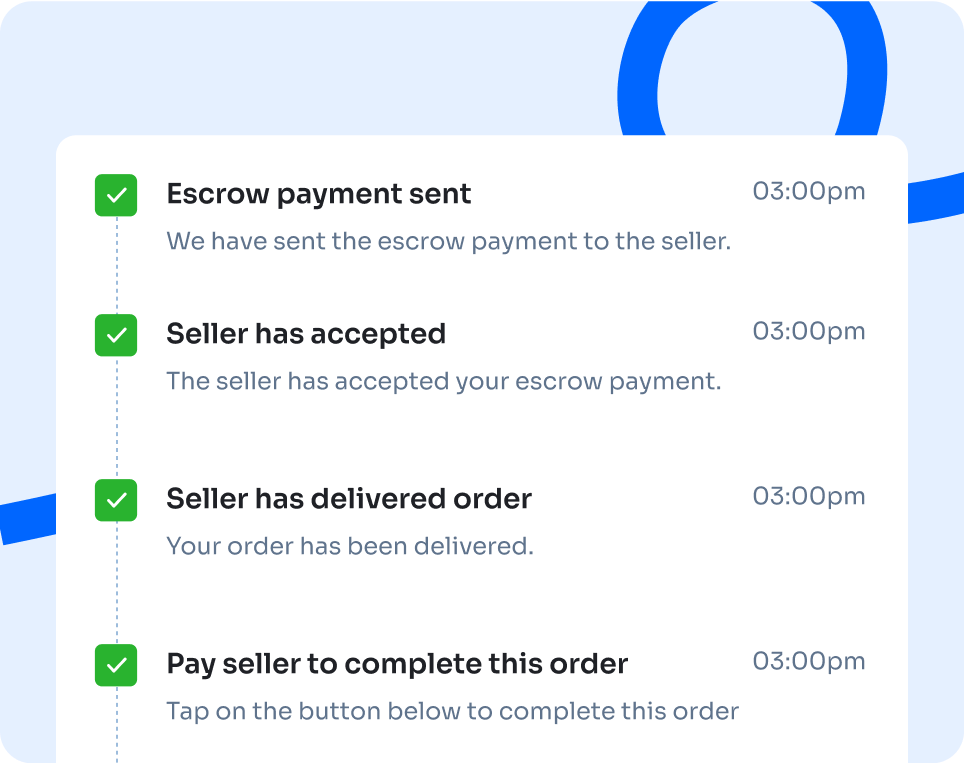 Escrow payment sent 03:00pm
We have sent the escrow payment to the seller.
Seller has accepted 03:00pm
The seller has accepted your escrow payment.
Seller has delivered order 03:00pm
Your order has been delivered.
Pay seller to complete this order 03:00pm
Tap on the button below to complete this order